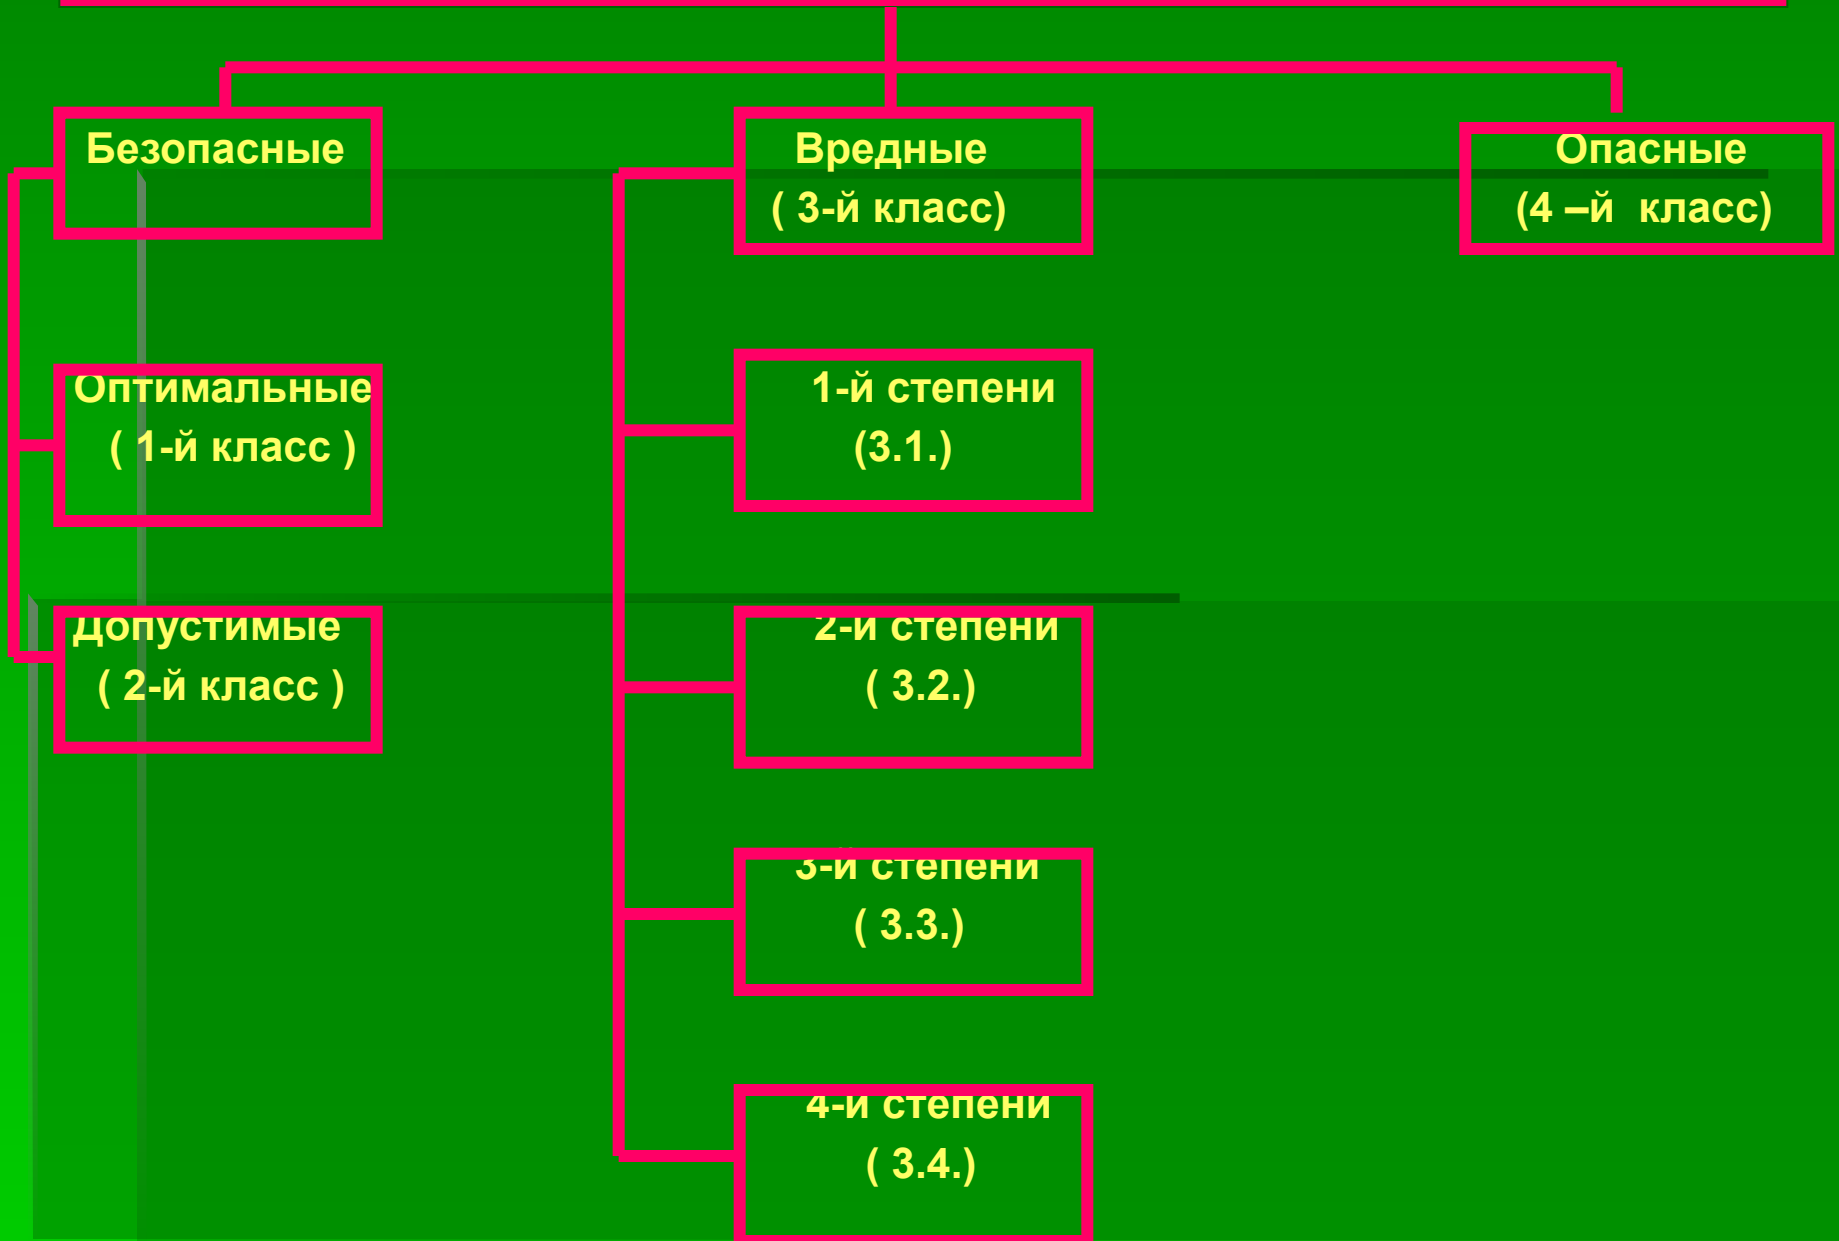 Безопасные
Вредные
( 3-й класс)
Опасные
(4 –й класс)
Оптимальные
( 1-й класс )
Допустимые
( 2-й класс )
1-й степени
(3.1.)
2-й степени
( 3.2.)
3-й степени
( 3.3.)
4-й степени
( 3.4.)